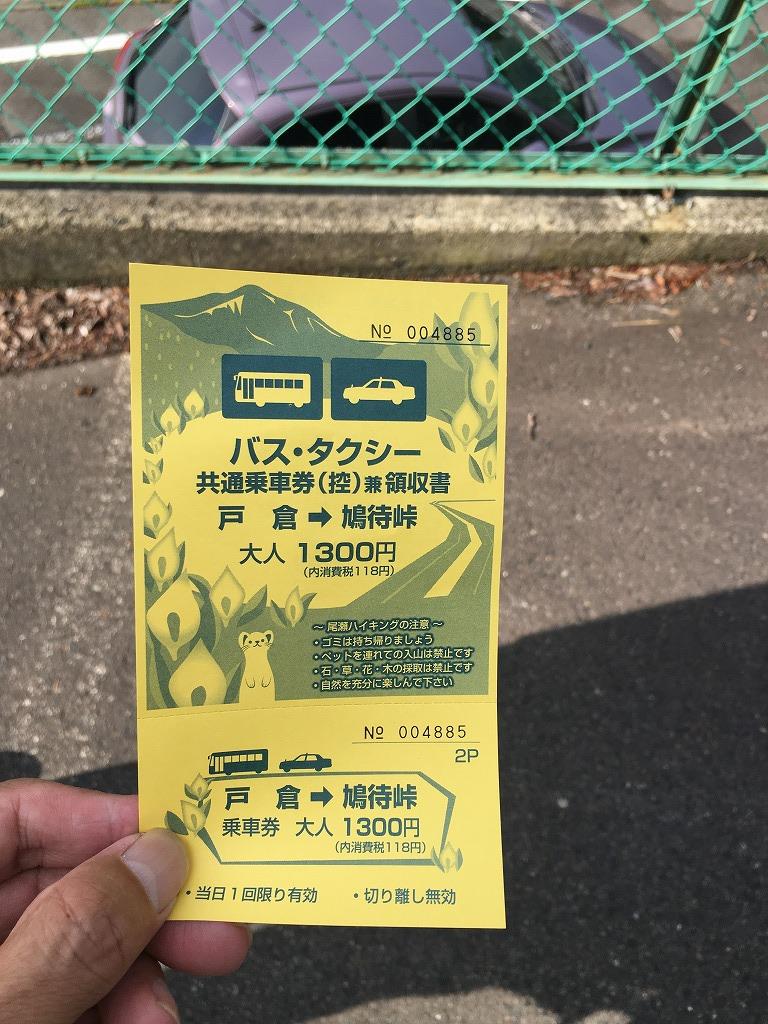 № 004885
バス・タクシー
共通乗車券（控）兼領収書
戸 倉 ➡ 鳩待峠
大人 1300円
（内消費税118円）
～ 尾瀬ハイキングの注意 ～
・ゴミは持ち帰りましょう
・ペットを連れての入山は禁止です
・石・草・花・木の採取は禁止です
・自然を充分に楽しんで下さい
№ 004885
2P
戸 倉 ➡ 鳩待峠
乗車券 大人 1300円
（内消費税118円）
・当日1回限り有効 ・切り離し無効